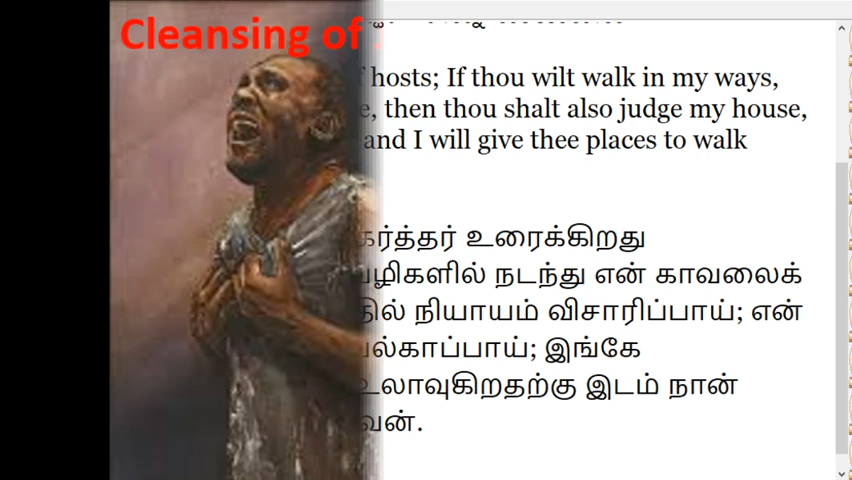 Cleansing of
hosts; If thou wilt walk in my ways,
then thou shalt also judge my house,
and I will give thee places to walk
கர்த்தர் உரைக்கிறது
வழிகளில் நடந்து என் காவலைக்
தில் நியாயம் விசாரிப்பாய்; என்
வல்காப்பாய்; இங்கே
உலாவுகிறதற்கு இடம் நான்
வன்.